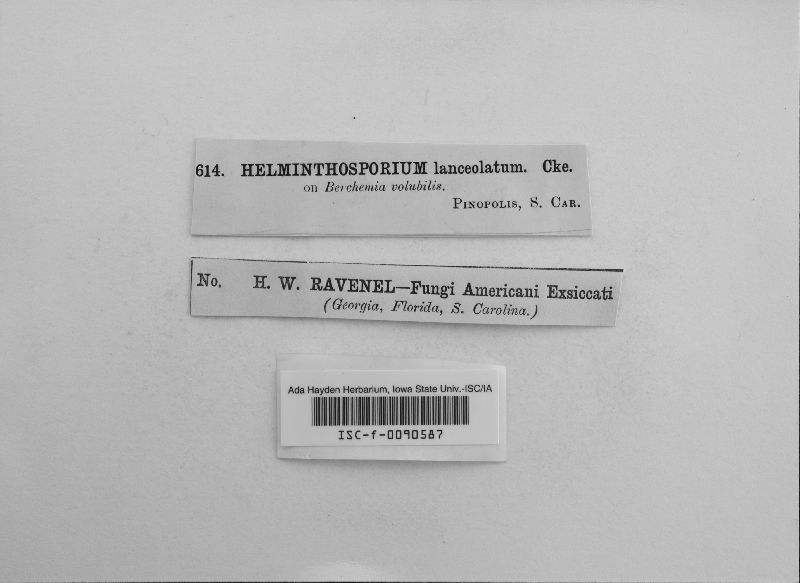 614. HELMINTHOSPORIUM lanceolatum. Cke.
on Berchemia volubilis.
Pinopolis, S. Car.
No. H. W. RAVENEL—Fungi Americani Exsiccati
(Georgia, Florida, S. Carolina.)
Ada Hayden Herbarium, Iowa State Univ.-ISC/IA
ISC-f-0090587